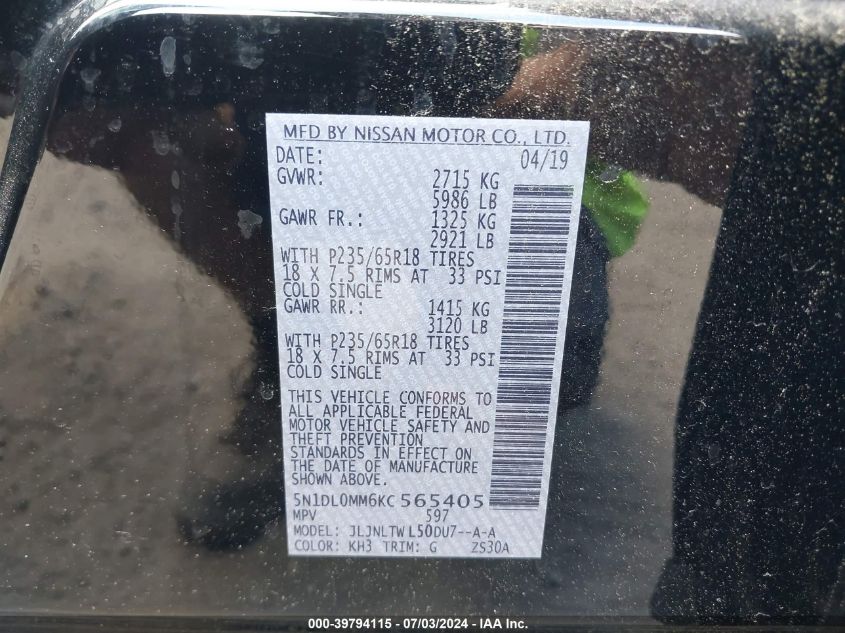 MFD BY NISSAN MOTOR CO., LTD.
DATE: 04/19
GVWR: 2715 KG
5986 LB
GAWR FR.: 1325 KG
2921 LB
WITH P235/65R18 TIRES
18 X 7.5 RIMS AT 33 PSI
COLD SINGLE
GAWR RR.: 1415 KG
3120 LB
WITH P235/65R18 TIRES
18 X 7.5 RIMS AT 33 PSI
COLD SINGLE
THIS VEHICLE CONFORMS TO
ALL APPLICABLE FEDERAL
MOTOR VEHICLE SAFETY AND
THEFT PREVENTION
STANDARDS IN EFFECT ON
THE DATE OF MANUFACTURE
SHOWN ABOVE.
5N1DL0MM6KC 565405
MPV 597
MODEL: JLJNLTW L50DU7--A-A
COLOR: KH3 TRIM: G ZS30A
000-39794115 - 07/03/2024 - IAA Inc.